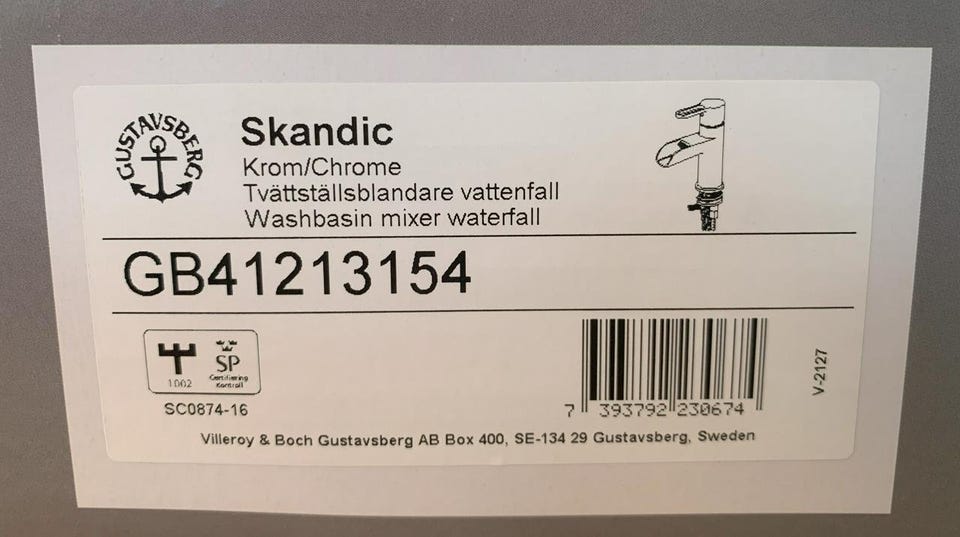 GUSTAVSBERG
Skandic
Krom/Chrome
Tvättställsblandare vattenfall
Washbasin mixer waterfall
GB41213154
1002
SP
Certifiering
Kontroll
SC0874-16
7 393792 230674
V-2127
Villeroy & Boch Gustavsberg AB Box 400, SE-134 29 Gustavsberg, Sweden